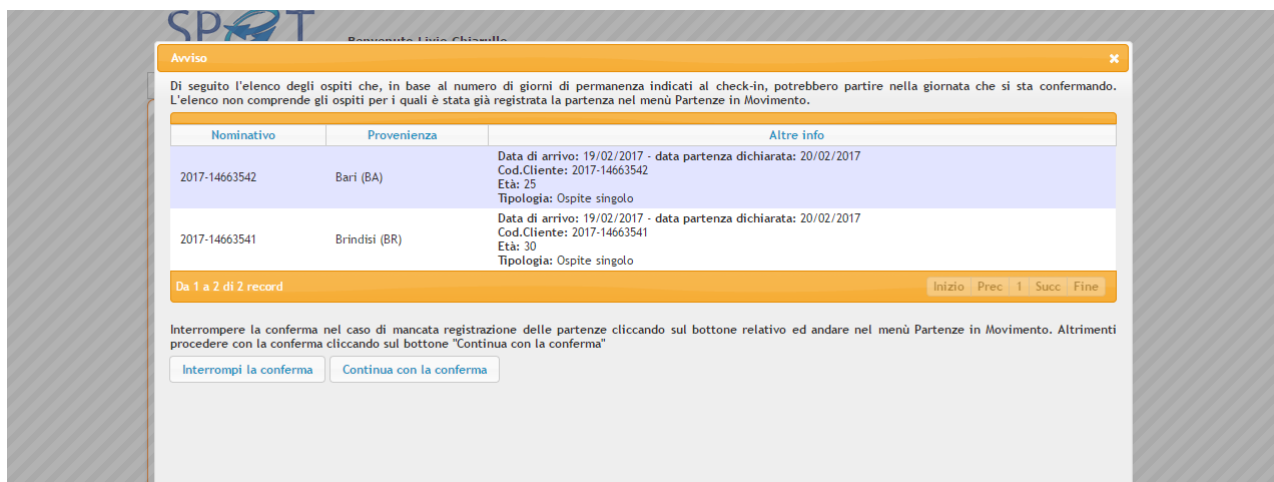 SPOT
Benvenuto Livio Chiarullo
Avviso
Di seguito l'elenco degli ospiti che, in base al numero di giorni di permanenza indicati al check-in, potrebbero partire nella giornata che si sta confermando.
L'elenco non comprende gli ospiti per i quali è stata già registrata la partenza nel menù Partenze in Movimento.
Nominativo Provenienza Altre info
2017-14663542 Bari (BA)
Data di arrivo: 19/02/2017 - data partenza dichiarata: 20/02/2017
Cod.Cliente: 2017-14663542
Età: 25
Tipologia: Ospite singolo
2017-14663541 Brindisi (BR)
Data di arrivo: 19/02/2017 - data partenza dichiarata: 20/02/2017
Cod.Cliente: 2017-14663541
Età: 30
Tipologia: Ospite singolo
Da 1 a 2 di 2 record Inizio Prec 1 Succ Fine
Interrompere la conferma nel caso di mancata registrazione delle partenze cliccando sul bottone relativo ed andare nel menù Partenze in Movimento. Altrimenti
procedere con la conferma cliccando sul bottone "Continua con la conferma"
Interrompi la conferma Continua con la conferma